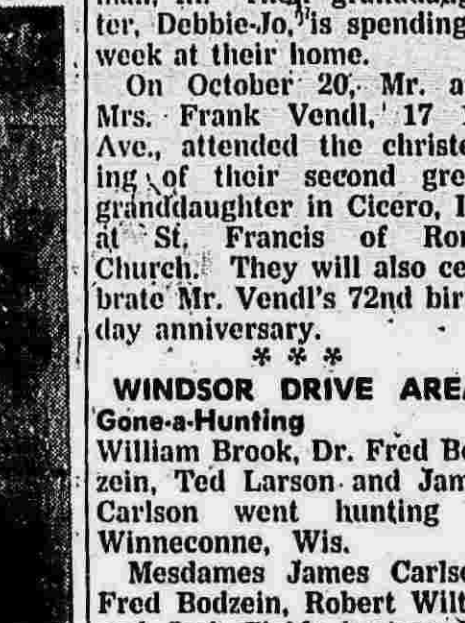 ter, Debbie-Jo, is spending
week at their home.
On October 20, Mr. a
Mrs. Frank Vendl, 17
Ave., attended the christe
ing of their second gre
granddaughter in Cicero, I
at St. Francis of Rom
Church. They will also ce
brate Mr. Vendl's 72nd bir
day anniversary.
* * *
WINDSOR DRIVE ARE
Gone-a-Hunting
William Brook, Dr. Fred Bo
zein, Ted Larson and Jam
Carlson went hunting
Winneconne, Wis.
Mesdames James Carls
Fred Bodzein, Robert Wilt